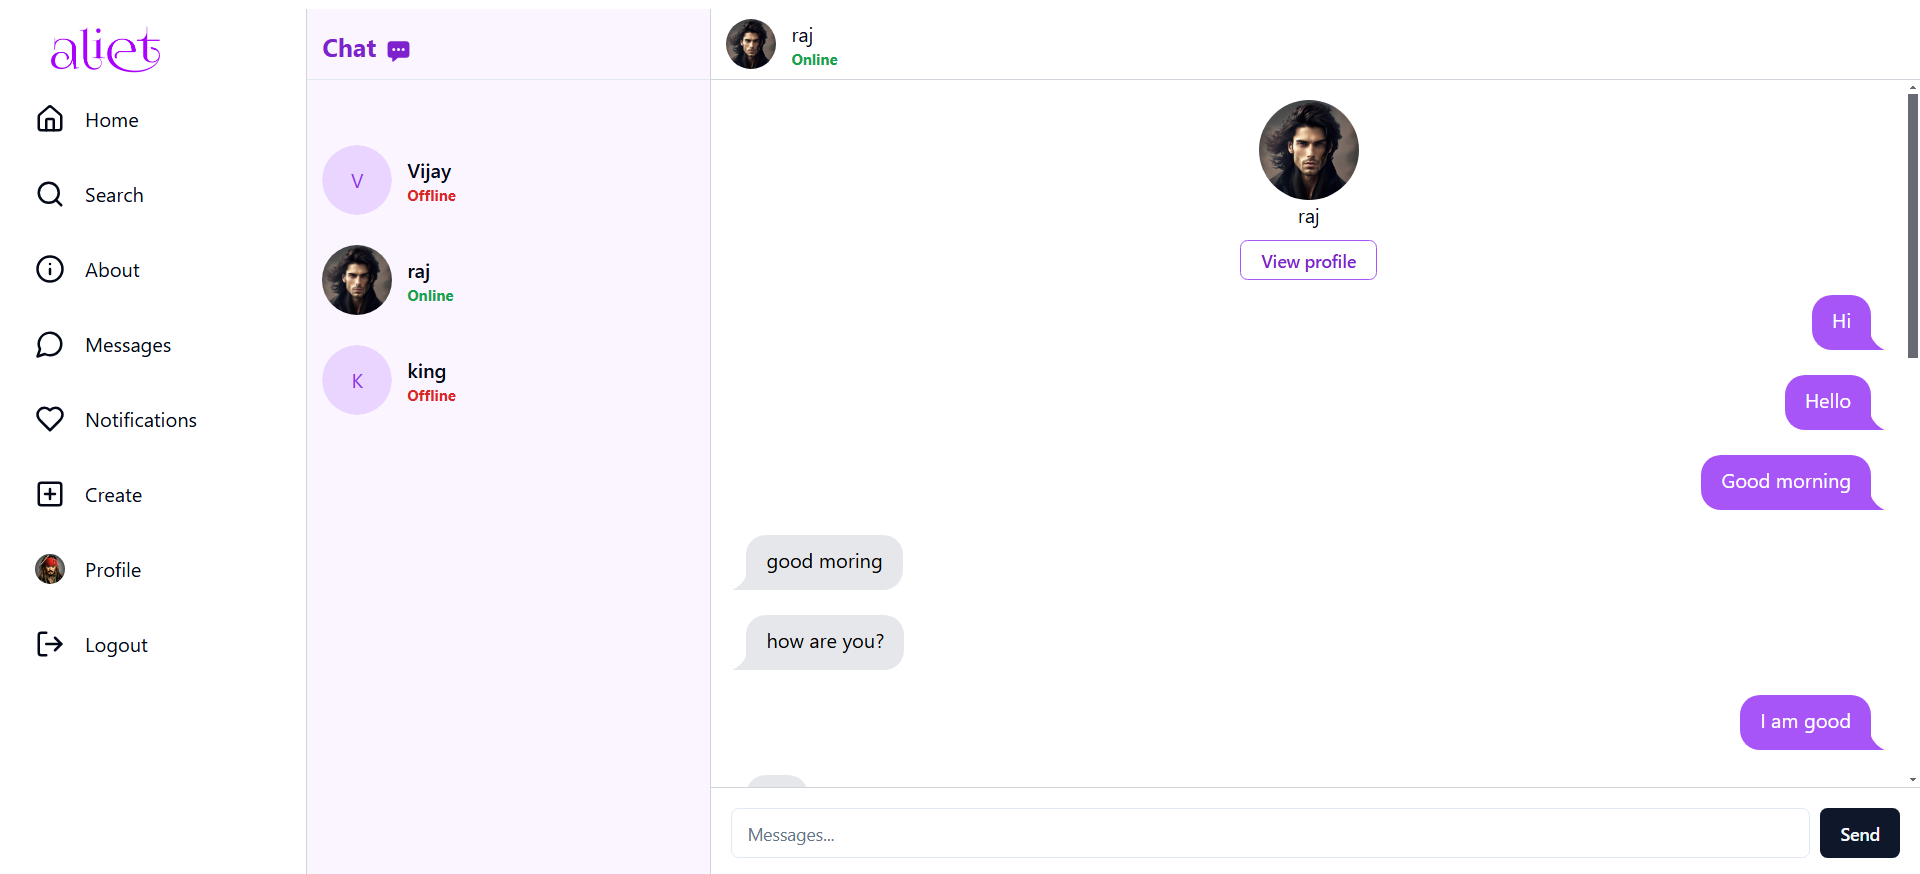 aliet
Home
Search
About
Messages
Notifications
Create
Profile
Logout
Chat
V
Vijay
Offline
raj
Online
K
king
Offline
raj
Online
raj
View profile
Hi
Hello
Good morning
good moring
how are you?
I am good
Messages...
Send